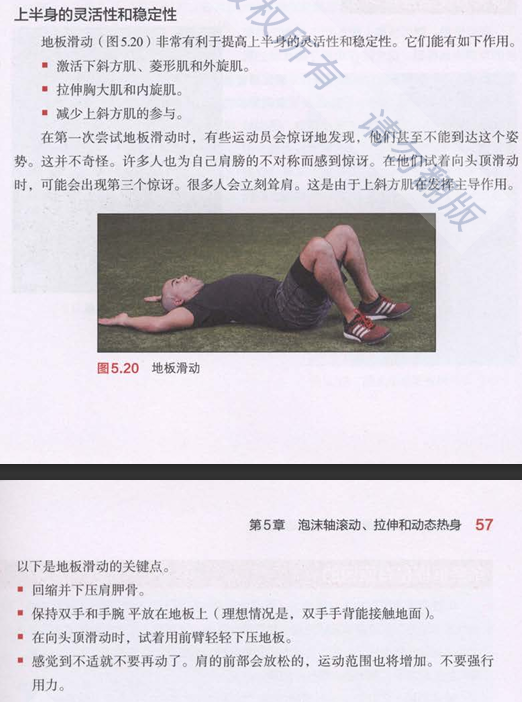 上半身的灵活性和稳定性
地板滑动（图5.20）非常有利于提高上半身的灵活性和稳定性。它们能有如下作用。
■ 激活下斜方肌、菱形肌和外旋肌。
■ 拉伸胸大肌和内旋肌。
■ 减少上斜方肌的参与。
在第一次尝试地板滑动时，有些运动员会惊讶地发现，他们甚至不能到达这个姿
势。这并不奇怪。许多人也为自己肩膀的不对称而感到惊讶。在他们试着向头顶滑动
时，可能会出现第三个惊讶。很多人会立刻耸肩。这是由于上斜方肌在发挥主导作用。
版权所有 请勿翻版
图5.20 地板滑动
第5章 泡沫轴滚动、拉伸和动态热身 57
以下是地板滑动的关键点。
■ 回缩并下压肩胛骨。
■ 保持双手和手腕 平放在地板上（理想情况是，双手手背能接触地面）。
■ 在向头顶滑动时，试着用前臂轻轻下压地板。
■ 感觉到不适就不要再动了。肩的前部会放松的，运动范围也将增加。不要强行
用力。